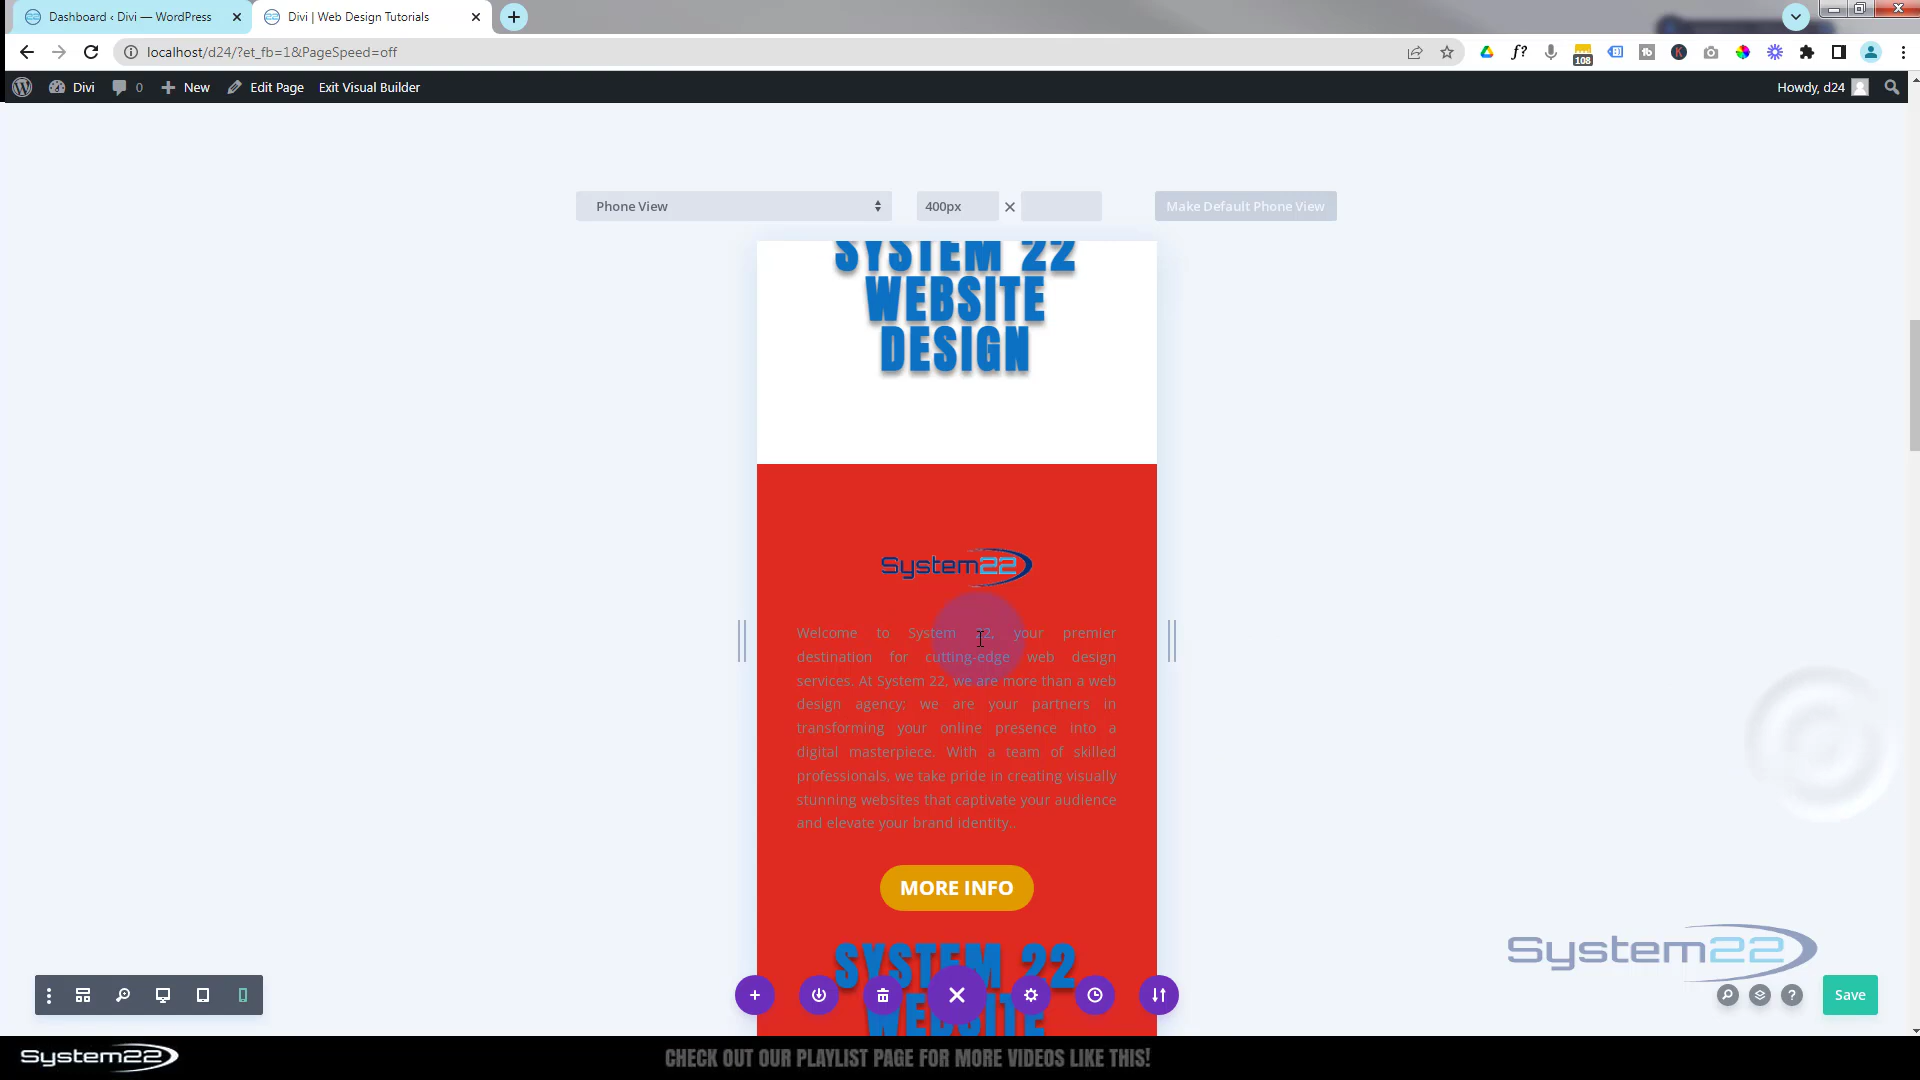 Dashboard ‹ Divi — WordPress
Divi | Web Design Tutorials
localhost/d24/?et_fb=1&PageSpeed=off
108
Divi
0
New
Edit Page
Exit Visual Builder
Howdy, d24
Phone View
400px
Make Default Phone View
SYSTEM 22
WEBSITE
DESIGN
System22
Welcome to System 22, your premier
destination for cutting-edge web design
services. At System 22, we are more than a web
design agency; we are your partners in
transforming your online presence into a
digital masterpiece. With a team of skilled
professionals, we take pride in creating visually
stunning websites that captivate your audience
and elevate your brand identity..
MORE INFO
SYSTEM 22
WEBSITE
System22
Save
System22
CHECK OUT OUR PLAYLIST PAGE FOR MORE VIDEOS LIKE THIS!